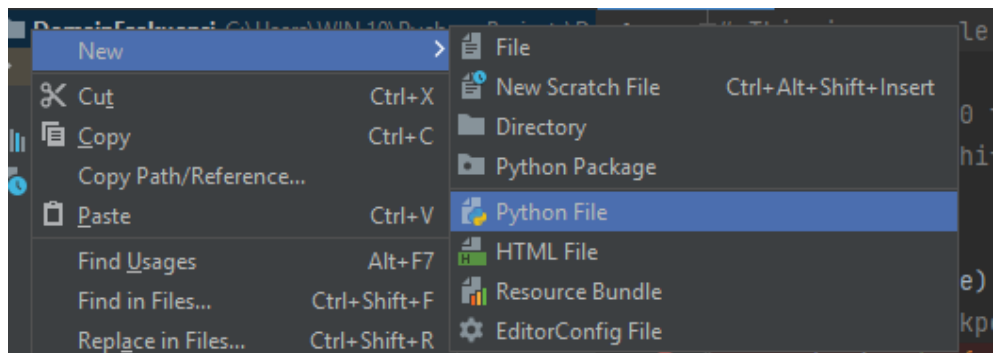 New
Cut Ctrl+X
Copy Ctrl+C
Copy Path/Reference...
Paste Ctrl+V
Find Usages Alt+F7
Find in Files... Ctrl+Shift+F
Replace in Files... Ctrl+Shift+R
File
New Scratch File Ctrl+Alt+Shift+Insert
Directory
Python Package
Python File
HTML File
Resource Bundle
EditorConfig File